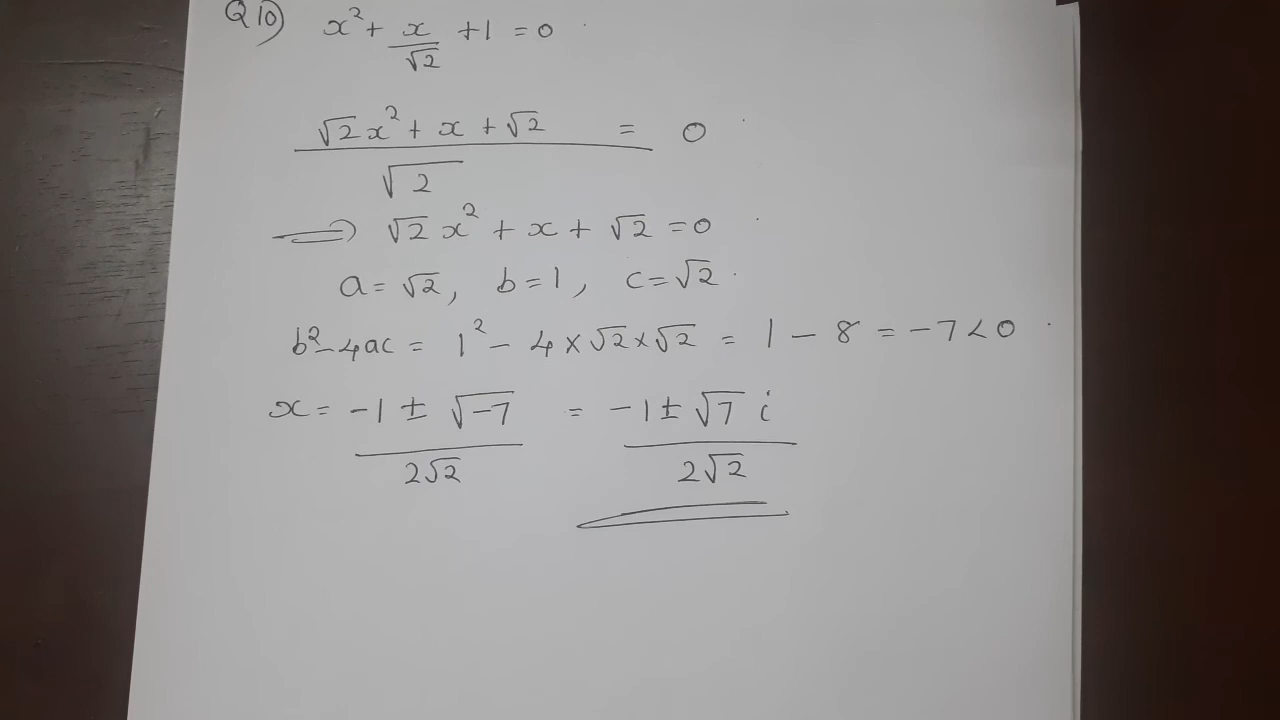 Q10) x² + x/√2 + 1 = 0
√2x² + x + √2 / √2 = 0
⟹ √2x² + x + √2 = 0
a = √2, b = 1, c = √2.
b² - 4ac = 1² - 4 × √2 × √2 = 1 - 8 = -7 < 0
x = -1 ± √-7 / 2√2 = -1 ± √7 i / 2√2